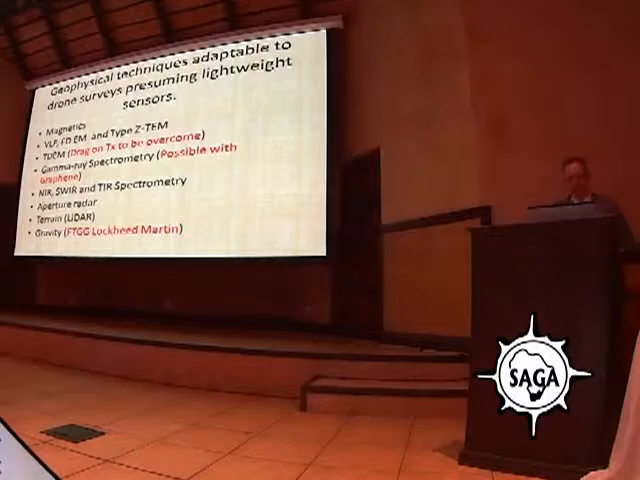 Geophysical techniques adaptable to
drone surveys presuming lightweight
sensors.
• Magnetics
• VLF, FD EM and Type Z-TEM
• TDEM (Drag on Tx to be overcome)
• Gamma-ray Spectrometry (Possible with
Graphene)
• NIR, SWIR and TIR Spectrometry
• Aperture radar
• Terrain (LiDAR)
• Gravity (FTGG Lockheed Martin)
SAGA